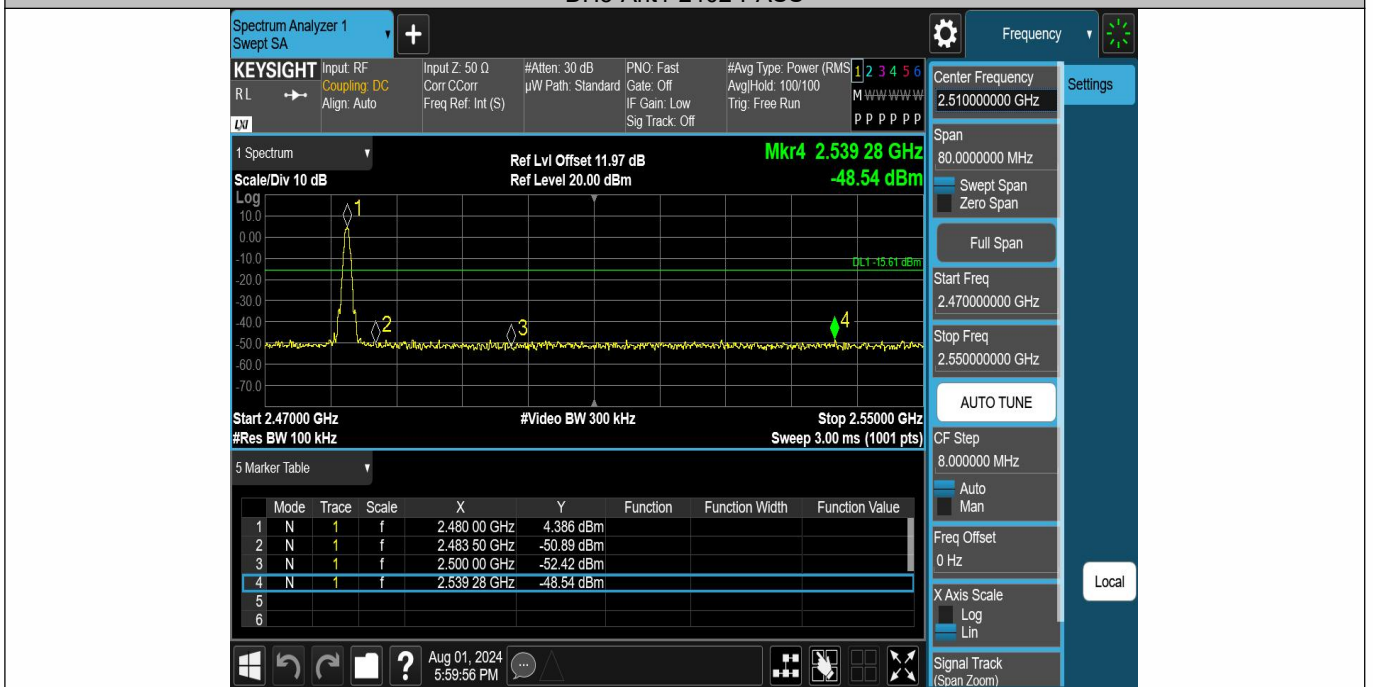 Spectrum Analyzer 1
Swept SA
+
Frequency
KEYSIGHT
RL
LXI
Input: RF
Coupling: DC
Align: Auto
Input Z: 50 Ω
Corr CCorr
Freq Ref: Int (S)
#Atten: 30 dB
µW Path: Standard
PNO: Fast
Gate: Off
IF Gain: Low
Sig Track: Off
#Avg Type: Power (RMS
Avg|Hold: 100/100
Trig: Free Run
1 2 3 4 5 6
M W W W W W
P P P P P P
1 Spectrum
Scale/Div 10 dB
Ref Lvl Offset 11.97 dB
Ref Level 20.00 dBm
Mkr4 2.539 28 GHz
-48.54 dBm
Log
10.0
0.00
-10.0
-20.0
-30.0
-40.0
-50.0
-60.0
-70.0
1
2
3
4
DL1 -15.61 dBm
Start 2.47000 GHz
#Video BW 300 kHz
Stop 2.55000 GHz
#Res BW 100 kHz
Sweep 3.00 ms (1001 pts)
5 Marker Table
Mode Trace Scale X Y Function Function Width Function Value
1 N 1 f 2.480 00 GHz 4.386 dBm
2 N 1 f 2.483 50 GHz -50.89 dBm
3 N 1 f 2.500 00 GHz -52.42 dBm
4 N 1 f 2.539 28 GHz -48.54 dBm
5
6
?
Aug 01, 2024
5:59:56 PM
Center Frequency
2.510000000 GHz
Settings
Span
80.0000000 MHz
Swept Span
Zero Span
Full Span
Start Freq
2.470000000 GHz
Stop Freq
2.550000000 GHz
AUTO TUNE
CF Step
8.000000 MHz
Auto
Man
Freq Offset
0 Hz
Local
X Axis Scale
Log
Lin
Signal Track
(Span Zoom)